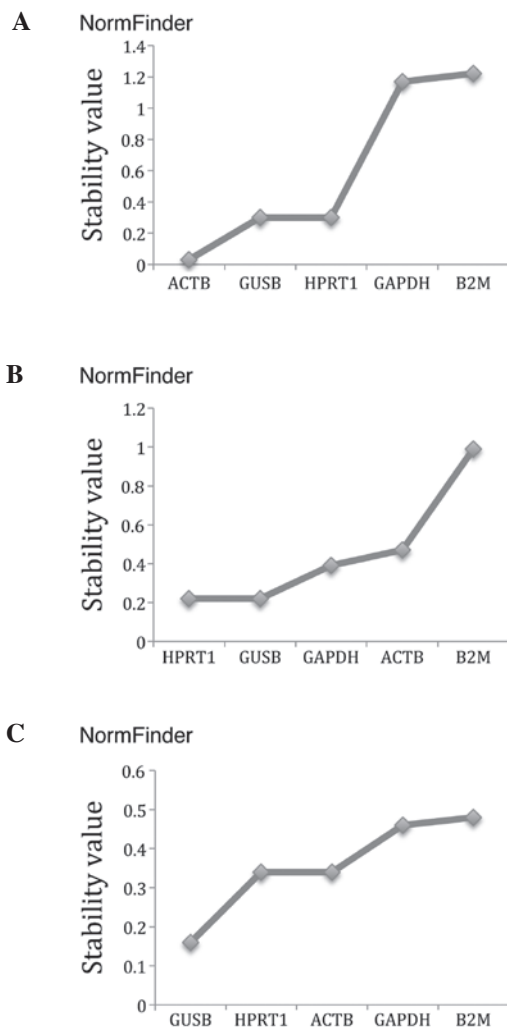 A NormFinder
Stability value
1.4
1.2
1
0.8
0.6
0.4
0.2
0
ACTB GUSB HPRT1 GAPDH B2M
B NormFinder
Stability value
1.2
1
0.8
0.6
0.4
0.2
0
HPRT1 GUSB GAPDH ACTB B2M
C NormFinder
Stability value
0.6
0.5
0.4
0.3
0.2
0.1
0
GUSB HPRT1 ACTB GAPDH B2M